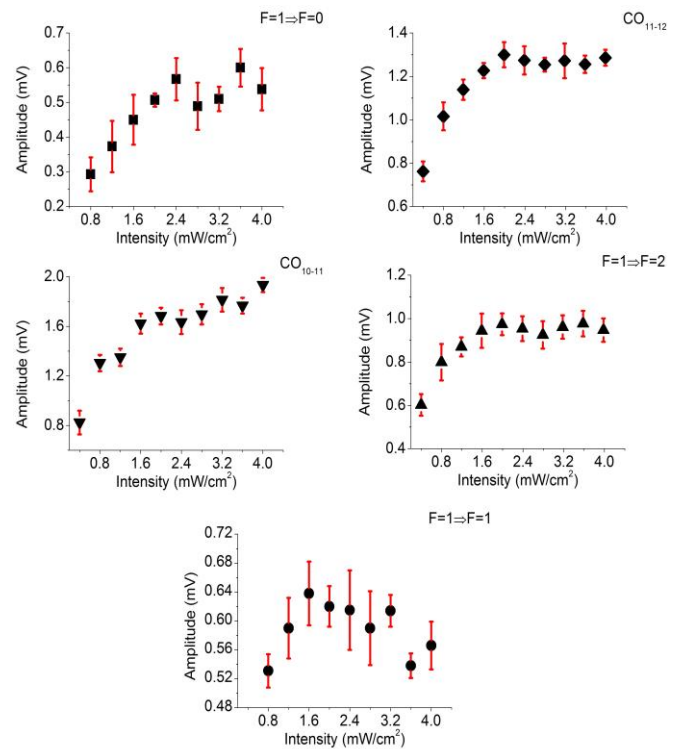 F=1⇒F=0
Amplitude (mV)
0.7
0.6
0.5
0.4
0.3
0.2
0.8 1.6 2.4 3.2 4.0
Intensity (mW/cm²)
CO₁₁₋₁₂
Amplitude (mV)
1.4
1.2
1.0
0.8
0.6
0.8 1.6 2.4 3.2 4.0
Intensity (mW/cm²)
CO₁₀₋₁₁
Amplitude (mV)
2.0
1.6
1.2
0.8
0.8 1.6 2.4 3.2 4.0
Intensity (mW/cm²)
F=1⇒F=2
Amplitude (mV)
1.2
1.0
0.8
0.6
0.4
0.8 1.6 2.4 3.2 4.0
Intensity (mW/cm²)
F=1⇒F=1
Amplitude (mV)
0.72
0.68
0.64
0.60
0.56
0.52
0.48
0.8 1.6 2.4 3.2 4.0
Intensity (mW/cm²)